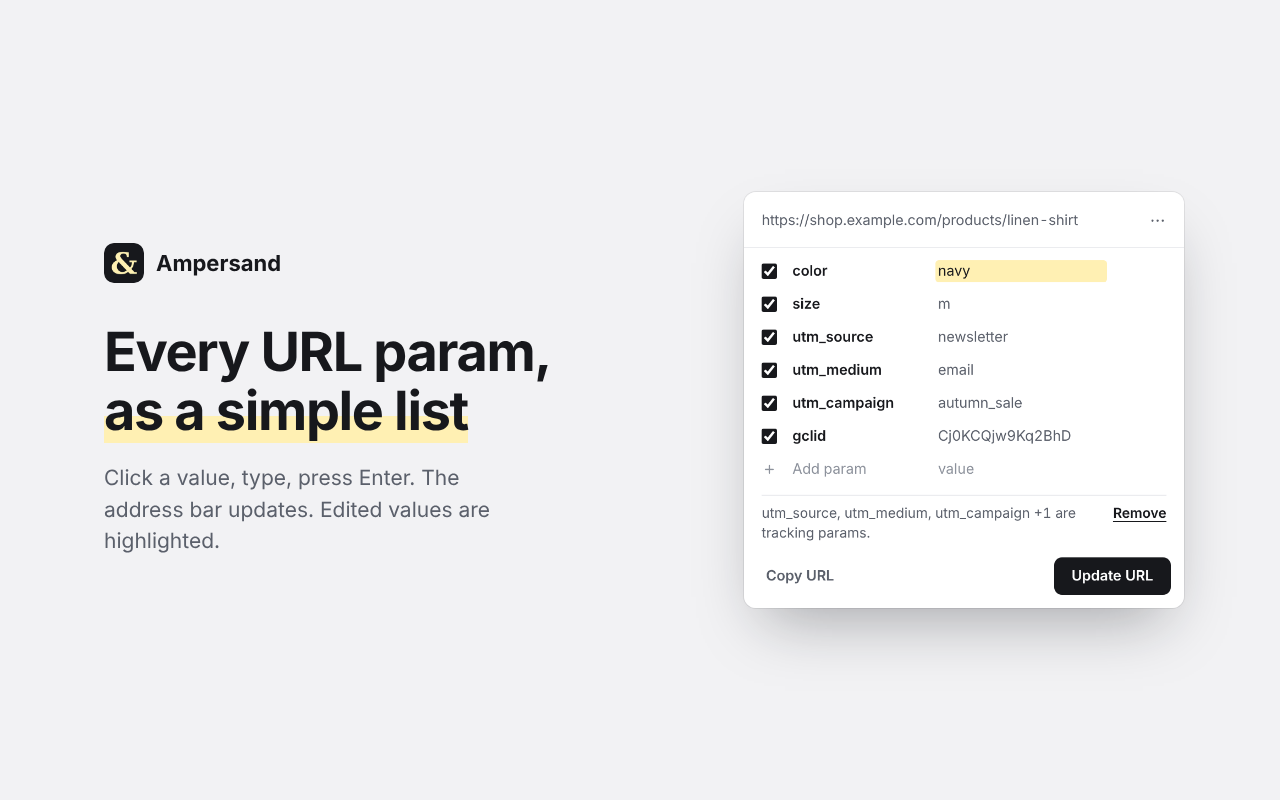 & Ampersand
Every URL param,
as a simple list
Click a value, type, press Enter. The
address bar updates. Edited values are
highlighted.
https://shop.example.com/products/linen-shirt ···
color navy
size m
utm_source newsletter
utm_medium email
utm_campaign autumn_sale
gclid Cj0KCQjw9Kq2BhD
+ Add param value
utm_source, utm_medium, utm_campaign +1 are Remove
tracking params.
Copy URL Update URL